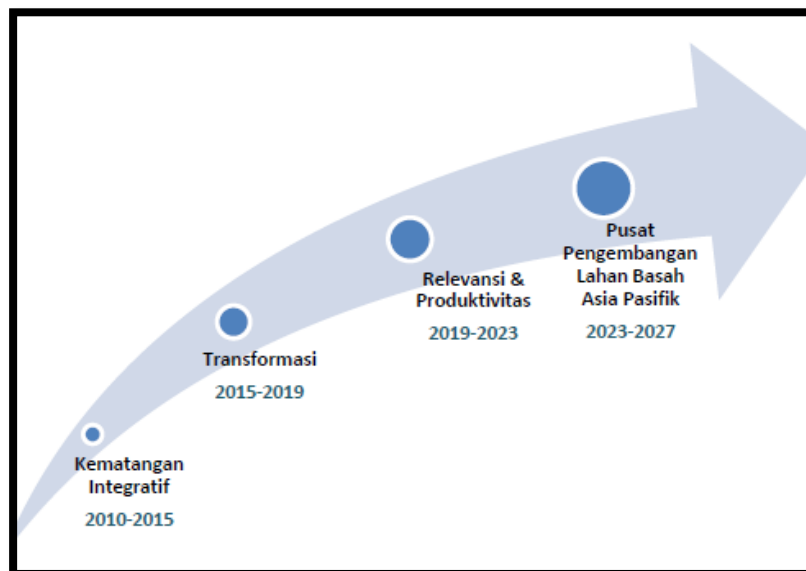 Kematangan
Integratif
2010-2015
Transformasi
2015-2019
Relevansi &
Produktivitas
2019-2023
Pusat
Pengembangan
Lahan Basah
Asia Pasifik
2023-2027